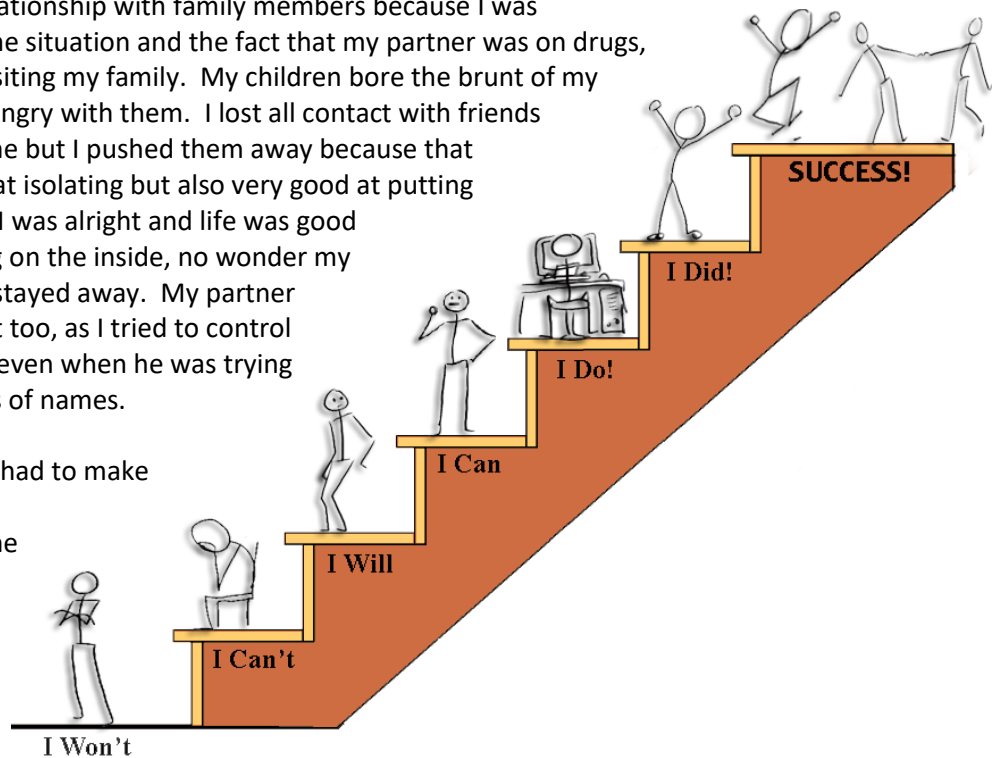 ationship with family members because I was
he situation and the fact that my partner was on drugs,
siting my family. My children bore the brunt of my
ngry with them. I lost all contact with friends
me but I pushed them away because that
at isolating but also very good at putting
I was alright and life was good
g on the inside, no wonder my
stayed away. My partner
t too, as I tried to control
even when he was trying
s of names.
had to make
SUCCESS!
I Did!
I Do!
I Can
I Will
I Can't
I Won't